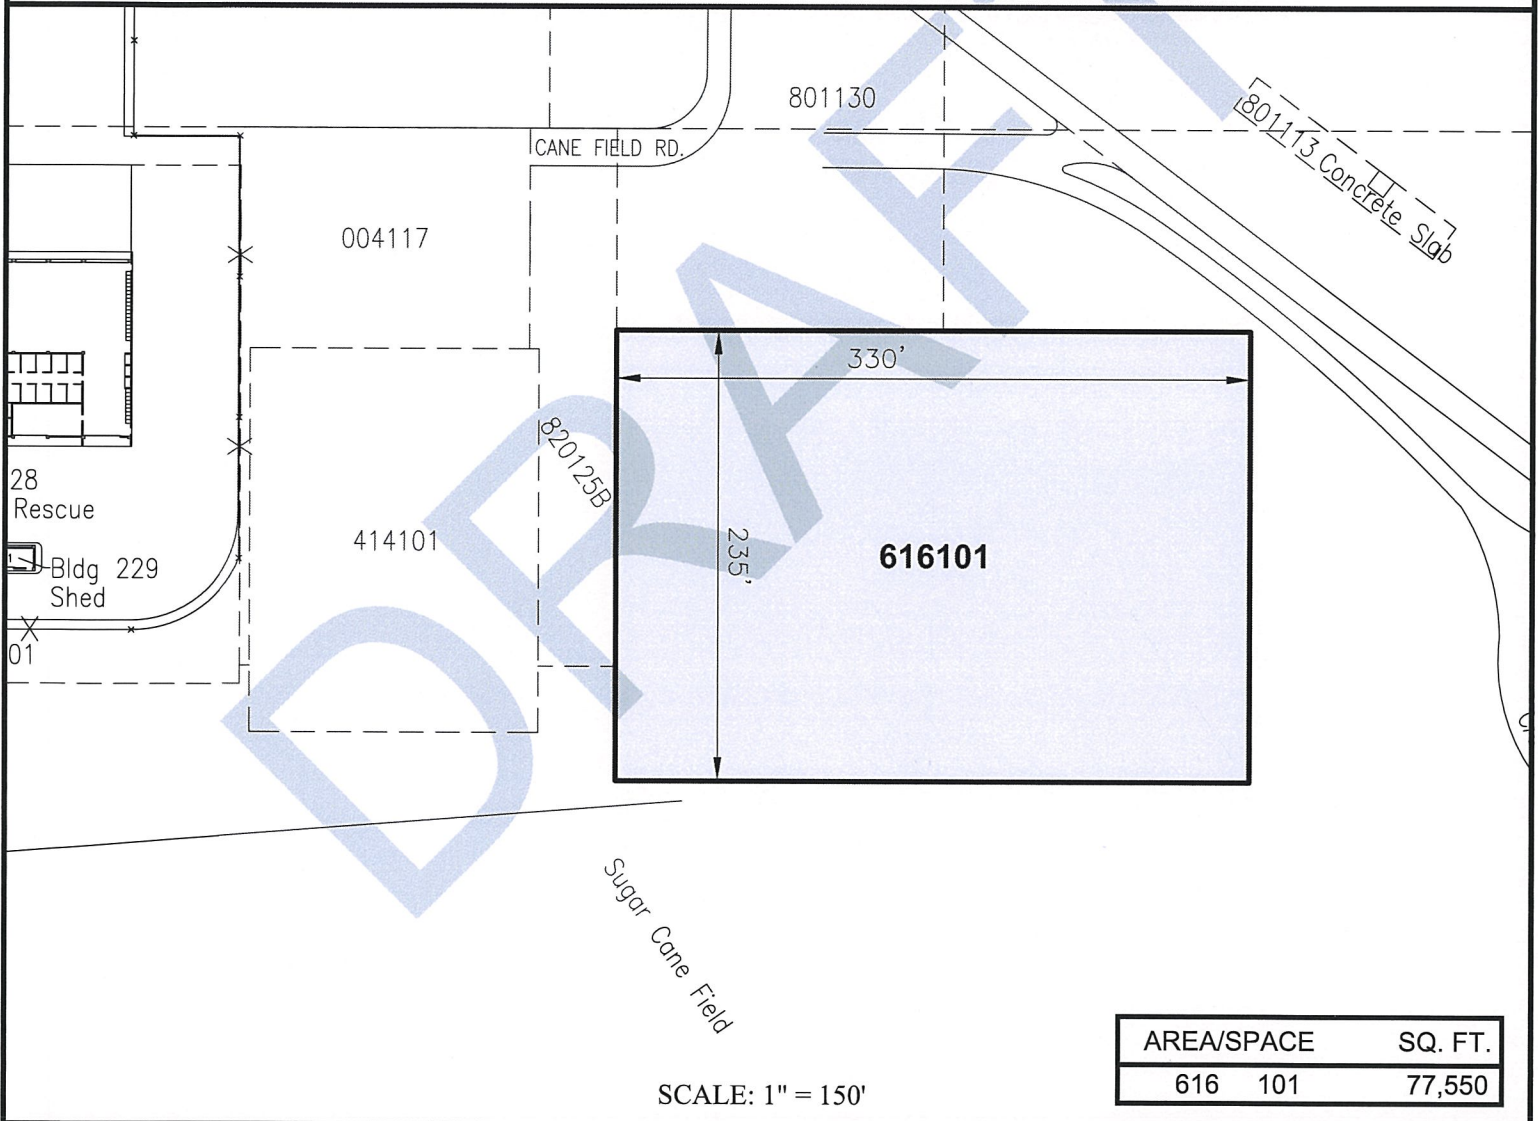 801130
801113 Concrete Slab
CANE FIELD RD.
004117
330'
820125B
28
Rescue
414101
235'
616101
Bldg 229
Shed
01
Sugar Cane Field
AREA/SPACE SQ. FT.
616 101 77,550
SCALE: 1" = 150'
DRAFT